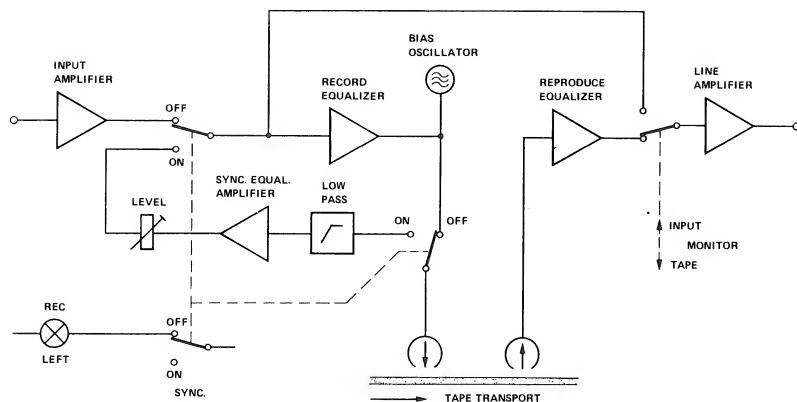 BIAS
OSCILLATOR
INPUT
AMPLIFIER
RECORD
EQUALIZER
REPRODUCE
EQUALIZER
LINE
AMPLIFIER
OFF
ON
SYNC. EQUAL.
AMPLIFIER
LOW
PASS
LEVEL
ON
OFF
INPUT
MONITOR
TAPE
REC
LEFT
OFF
ON
SYNC.
TAPE TRANSPORT